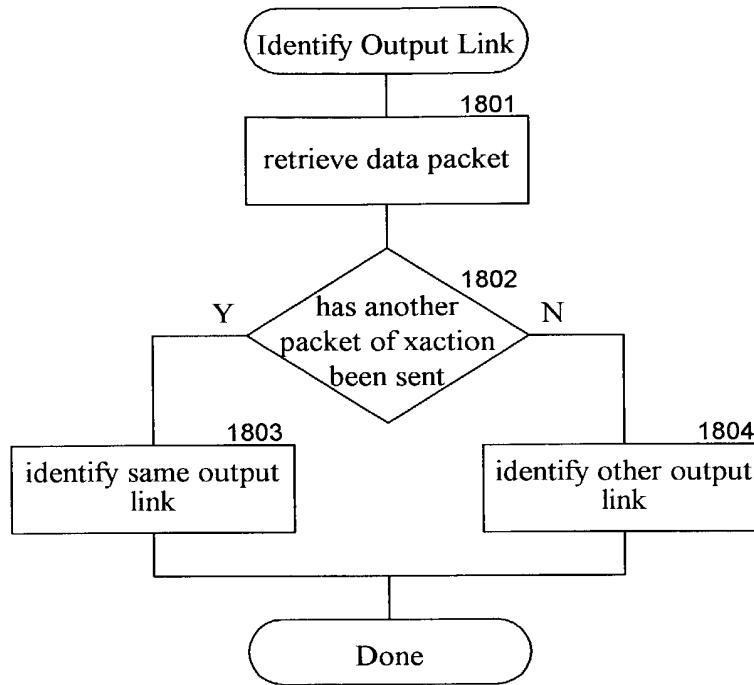 Identify Output Link
1801
retrieve data packet
1802
Y
N
has another
packet of xaction
been sent
1803
identify same output
link
1804
identify other output
link
Done